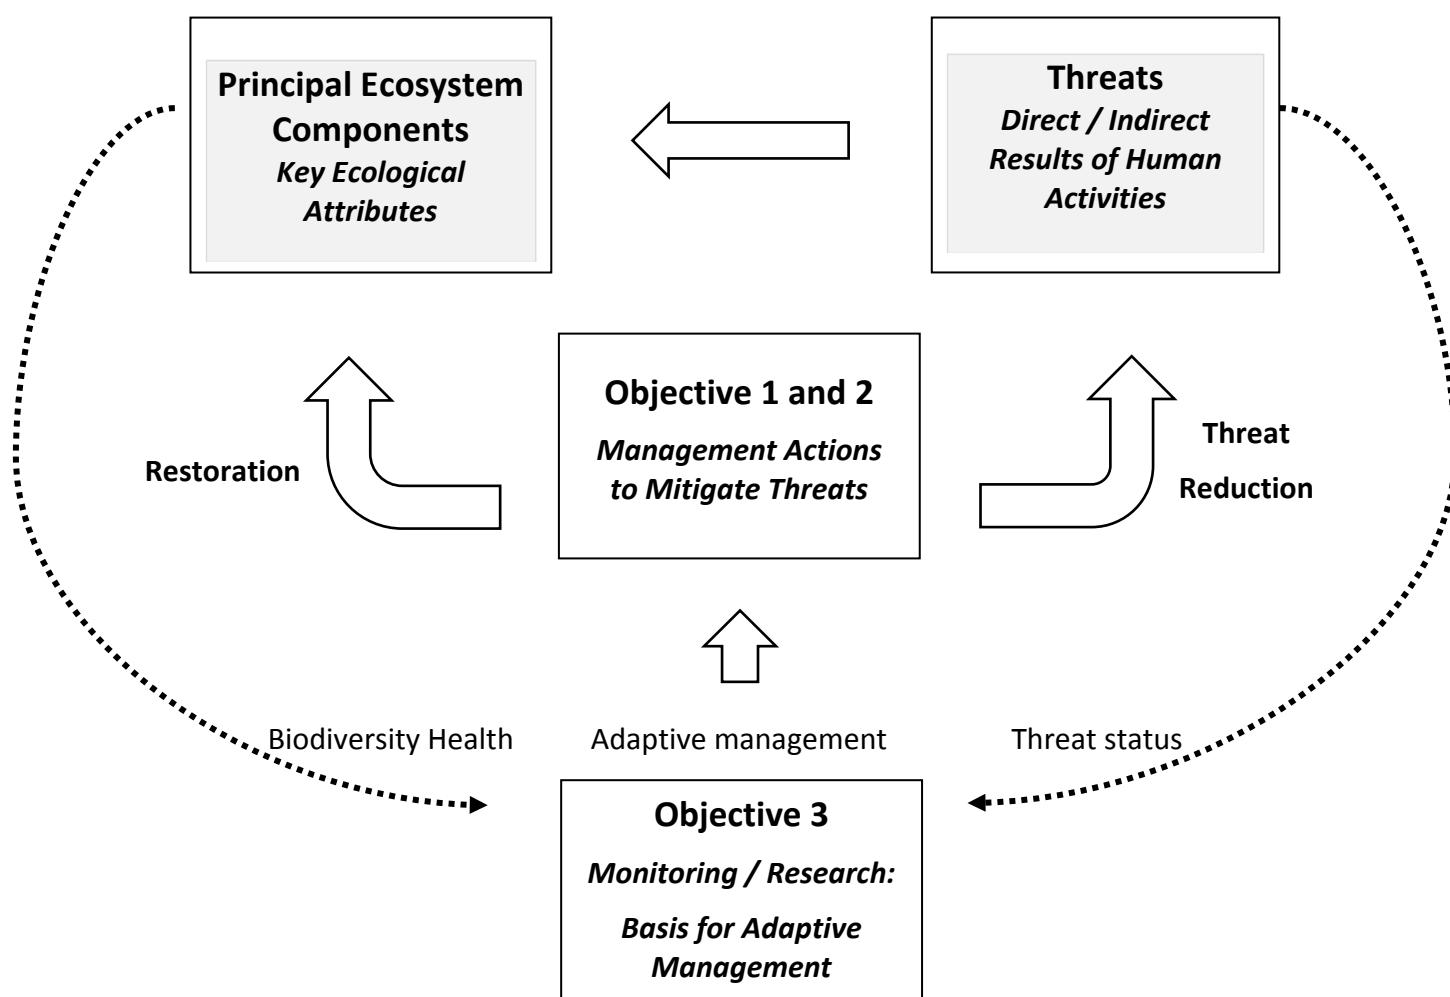 Principal Ecosystem
Components
Key Ecological
Attributes
Threats
Direct / Indirect
Results of Human
Activities
Objective 1 and 2
Management Actions
to Mitigate Threats
Restoration
Threat
Reduction
Biodiversity Health
Adaptive management
Threat status
Objective 3
Monitoring / Research:
Basis for Adaptive
Management